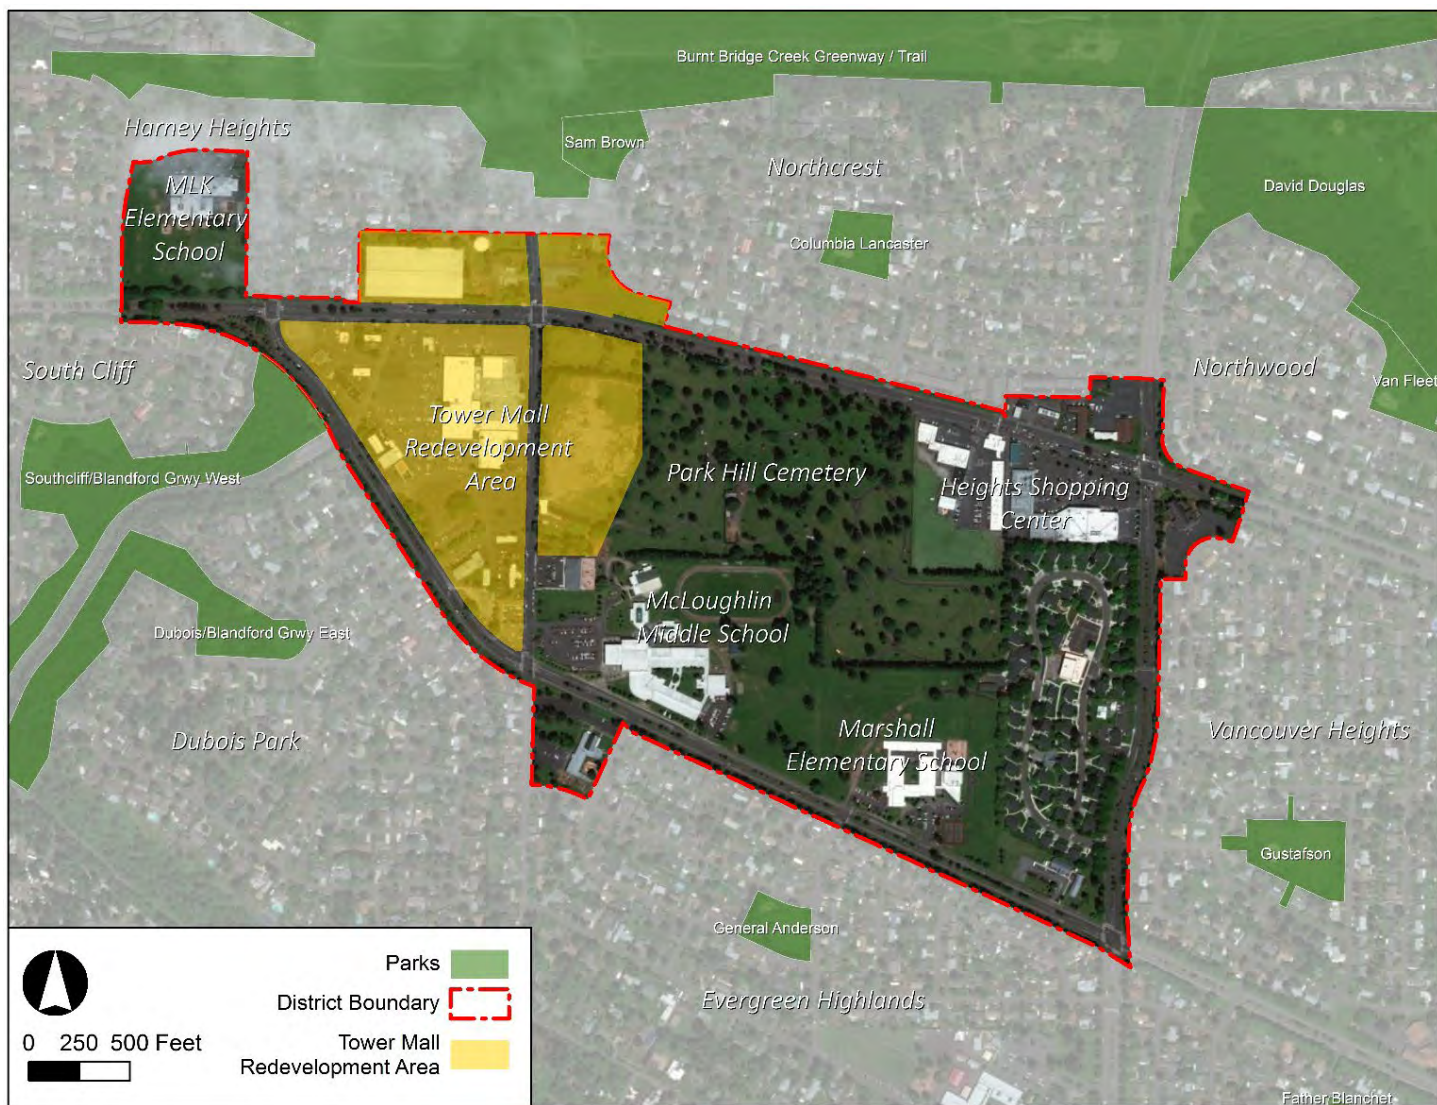 Burnt Bridge Creek Greenway / Trail
Harney Heights
Sam Brown
Northcrest
MLK
Elementary
School
David Douglas
Columbia Lancaster
South Cliff
Northwood
Van Fleet
Tower Mall
Redevelopment
Area
Park Hill Cemetery
Southcliff/Blandford Grwy West
Heights Shopping
Center
McLoughlin
Middle School
Dubois/Blandford Grwy East
Dubois Park
Marshall
Elementary School
Vancouver Heights
Gustafson
General Anderson
Evergreen Highlands
Father Blanchet
Parks
District Boundary
Tower Mall
Redevelopment Area
0 250 500 Feet